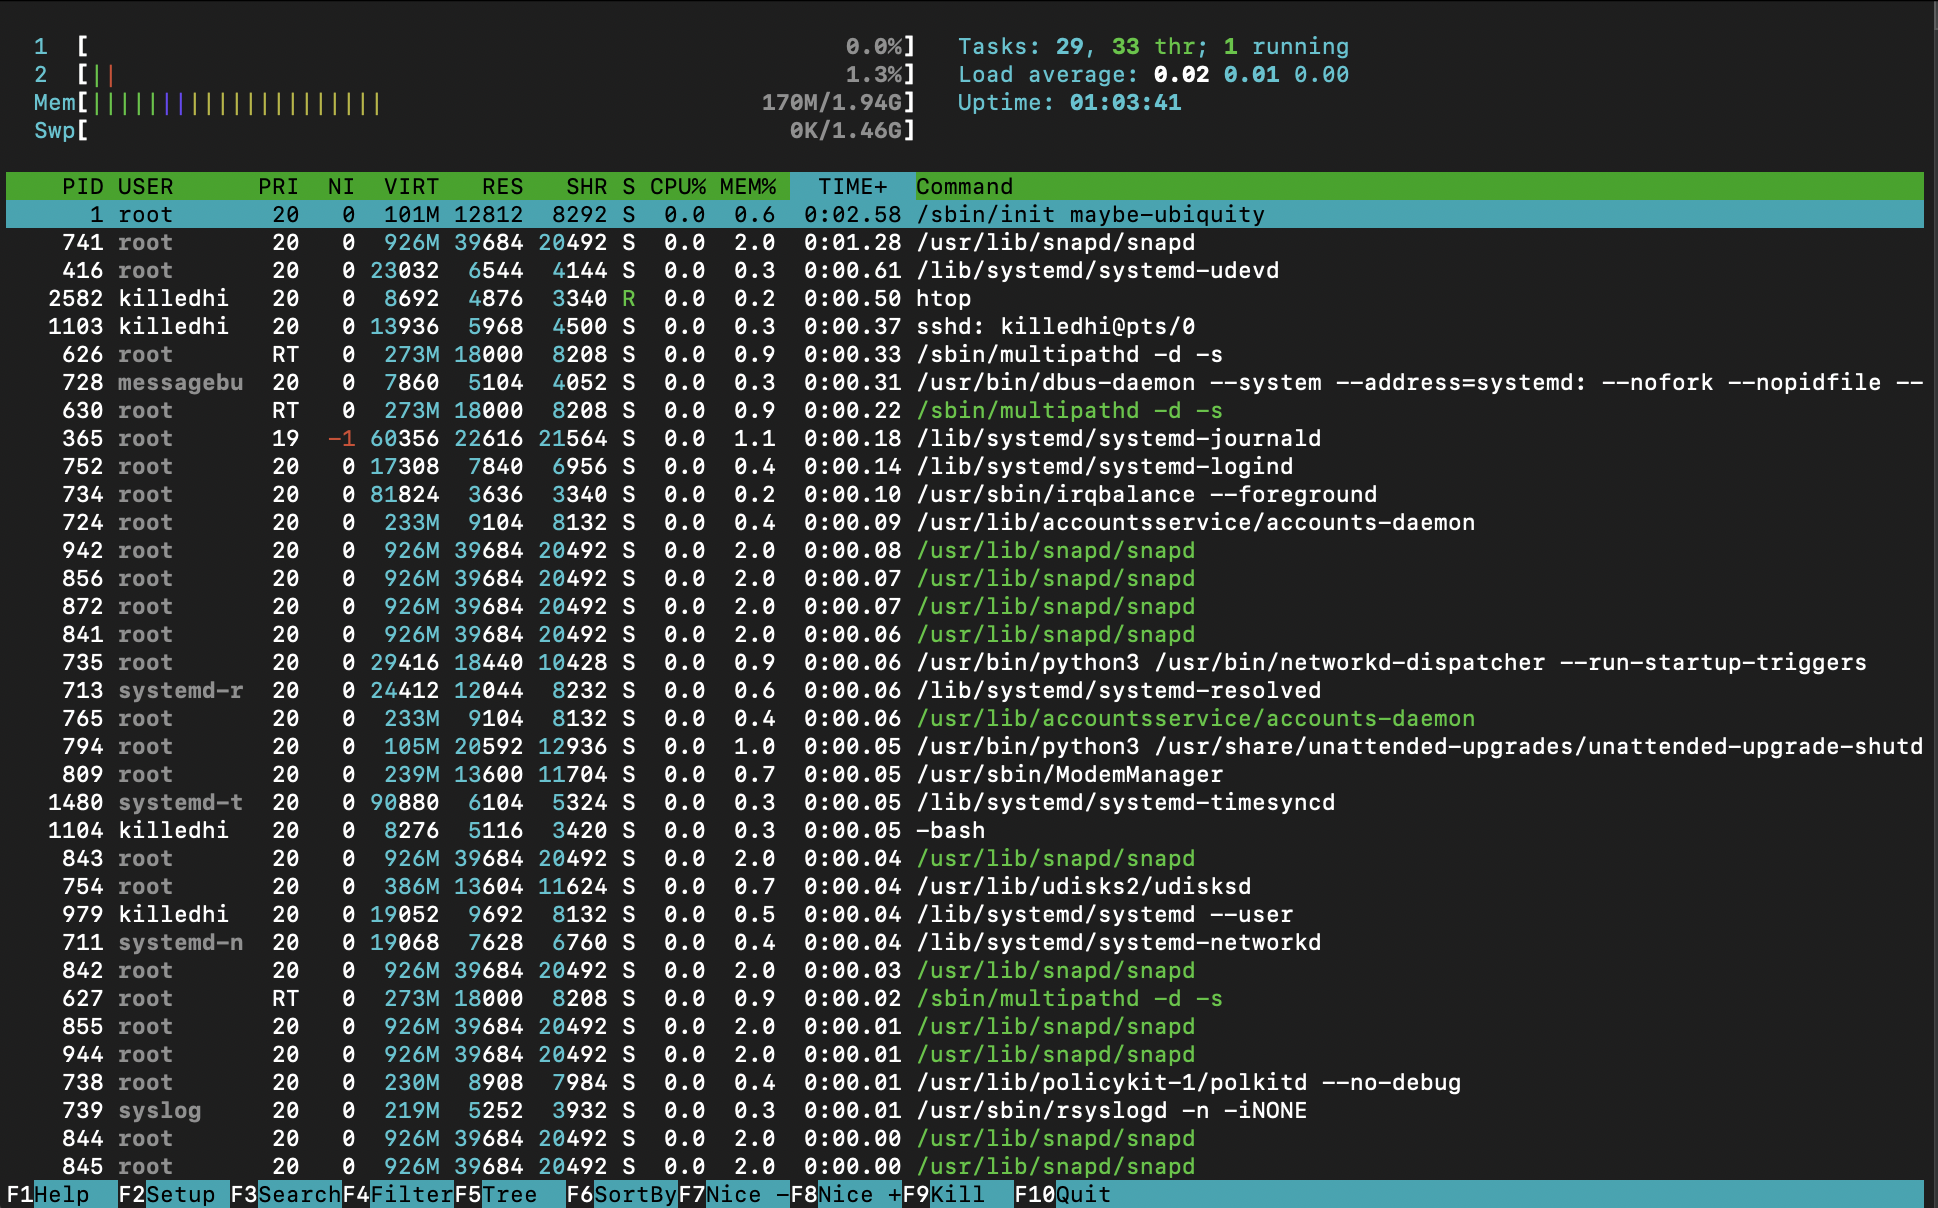 1 [ 0.0%] Tasks: 29, 33 thr; 1 running
2 [|| 1.3%] Load average: 0.02 0.01 0.00
Mem[||||||||||||||||||||| 170M/1.94G] Uptime: 01:03:41
Swp[ 0K/1.46G]
PID USER PRI NI VIRT RES SHR S CPU% MEM% TIME+ Command
1 root 20 0 101M 12812 8292 S 0.0 0.6 0:02.58 /sbin/init maybe-ubiquity
741 root 20 0 926M 39684 20492 S 0.0 2.0 0:01.28 /usr/lib/snapd/snapd
416 root 20 0 23032 6544 4144 S 0.0 0.3 0:00.61 /lib/systemd/systemd-udevd
2582 killedhi 20 0 8692 4876 3340 R 0.0 0.2 0:00.50 htop
1103 killedhi 20 0 13936 5968 4500 S 0.0 0.3 0:00.37 sshd: killedhi@pts/0
626 root RT 0 273M 18000 8208 S 0.0 0.9 0:00.33 /sbin/multipathd -d -s
728 messagebu 20 0 7860 5104 4052 S 0.0 0.3 0:00.31 /usr/bin/dbus-daemon --system --address=systemd: --nofork --nopidfile --
630 root RT 0 273M 18000 8208 S 0.0 0.9 0:00.22 /sbin/multipathd -d -s
365 root 19 -1 60356 22616 21564 S 0.0 1.1 0:00.18 /lib/systemd/systemd-journald
752 root 20 0 17308 7840 6956 S 0.0 0.4 0:00.14 /lib/systemd/systemd-logind
734 root 20 0 81824 3636 3340 S 0.0 0.2 0:00.10 /usr/sbin/irqbalance --foreground
724 root 20 0 233M 9104 8132 S 0.0 0.4 0:00.09 /usr/lib/accountsservice/accounts-daemon
942 root 20 0 926M 39684 20492 S 0.0 2.0 0:00.08 /usr/lib/snapd/snapd
856 root 20 0 926M 39684 20492 S 0.0 2.0 0:00.07 /usr/lib/snapd/snapd
872 root 20 0 926M 39684 20492 S 0.0 2.0 0:00.07 /usr/lib/snapd/snapd
841 root 20 0 926M 39684 20492 S 0.0 2.0 0:00.06 /usr/lib/snapd/snapd
735 root 20 0 29416 18440 10428 S 0.0 0.9 0:00.06 /usr/bin/python3 /usr/bin/networkd-dispatcher --run-startup-triggers
713 systemd-r 20 0 24412 12044 8232 S 0.0 0.6 0:00.06 /lib/systemd/systemd-resolved
765 root 20 0 233M 9104 8132 S 0.0 0.4 0:00.06 /usr/lib/accountsservice/accounts-daemon
794 root 20 0 105M 20592 12936 S 0.0 1.0 0:00.05 /usr/bin/python3 /usr/share/unattended-upgrades/unattended-upgrade-shutd
809 root 20 0 239M 13600 11704 S 0.0 0.7 0:00.05 /usr/sbin/ModemManager
1480 systemd-t 20 0 90880 6104 5324 S 0.0 0.3 0:00.05 /lib/systemd/systemd-timesyncd
1104 killedhi 20 0 8276 5116 3420 S 0.0 0.3 0:00.05 -bash
843 root 20 0 926M 39684 20492 S 0.0 2.0 0:00.04 /usr/lib/snapd/snapd
754 root 20 0 386M 13604 11624 S 0.0 0.7 0:00.04 /usr/lib/udisks2/udisksd
979 killedhi 20 0 19052 9692 8132 S 0.0 0.5 0:00.04 /lib/systemd/systemd --user
711 systemd-n 20 0 19068 7628 6760 S 0.0 0.4 0:00.04 /lib/systemd/systemd-networkd
842 root 20 0 926M 39684 20492 S 0.0 2.0 0:00.03 /usr/lib/snapd/snapd
627 root RT 0 273M 18000 8208 S 0.0 0.9 0:00.02 /sbin/multipathd -d -s
855 root 20 0 926M 39684 20492 S 0.0 2.0 0:00.01 /usr/lib/snapd/snapd
944 root 20 0 926M 39684 20492 S 0.0 2.0 0:00.01 /usr/lib/snapd/snapd
738 root 20 0 230M 8908 7984 S 0.0 0.4 0:00.01 /usr/lib/policykit-1/polkitd --no-debug
739 syslog 20 0 219M 5252 3932 S 0.0 0.3 0:00.01 /usr/sbin/rsyslogd -n -iNONE
844 root 20 0 926M 39684 20492 S 0.0 2.0 0:00.00 /usr/lib/snapd/snapd
845 root 20 0 926M 39684 20492 S 0.0 2.0 0:00.00 /usr/lib/snapd/snapd
F1Help F2Setup F3SearchF4FilterF5Tree F6SortByF7Nice -F8Nice +F9Kill F10Quit